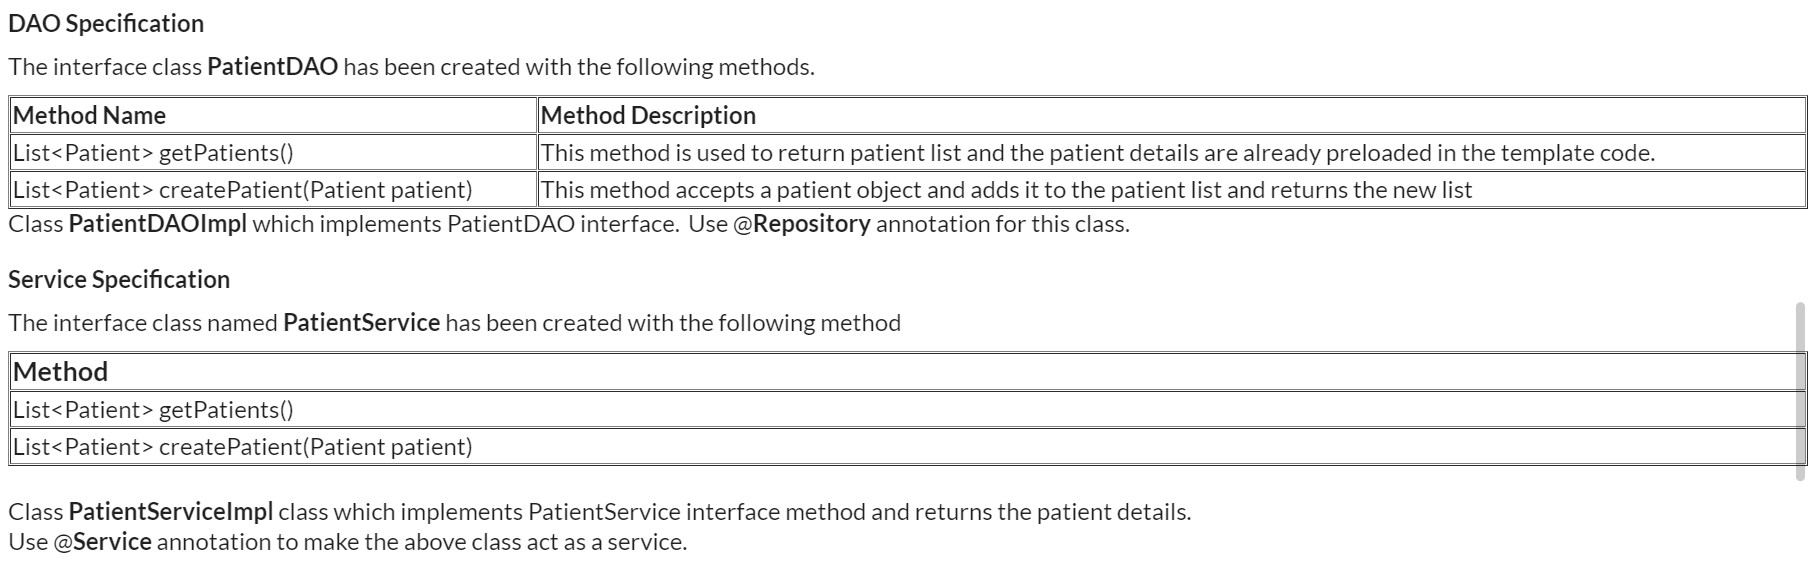 DAO Specification
The interface class PatientDAO has been created with the following methods.
Method Name Method Description
List<Patient> getPatients() This method is used to return patient list and the patient details are already preloaded in the template code.
List<Patient> createPatient(Patient patient) This method accepts a patient object and adds it to the patient list and returns the new list
Class PatientDAOImpl which implements PatientDAO interface.  Use @Repository annotation for this class.
Service Specification
The interface class named PatientService has been created with the following method
Method
List<Patient> getPatients()
List<Patient> createPatient(Patient patient)
Class PatientServiceImpl class which implements PatientService interface method and returns the patient details.
Use @Service annotation to make the above class act as a service.